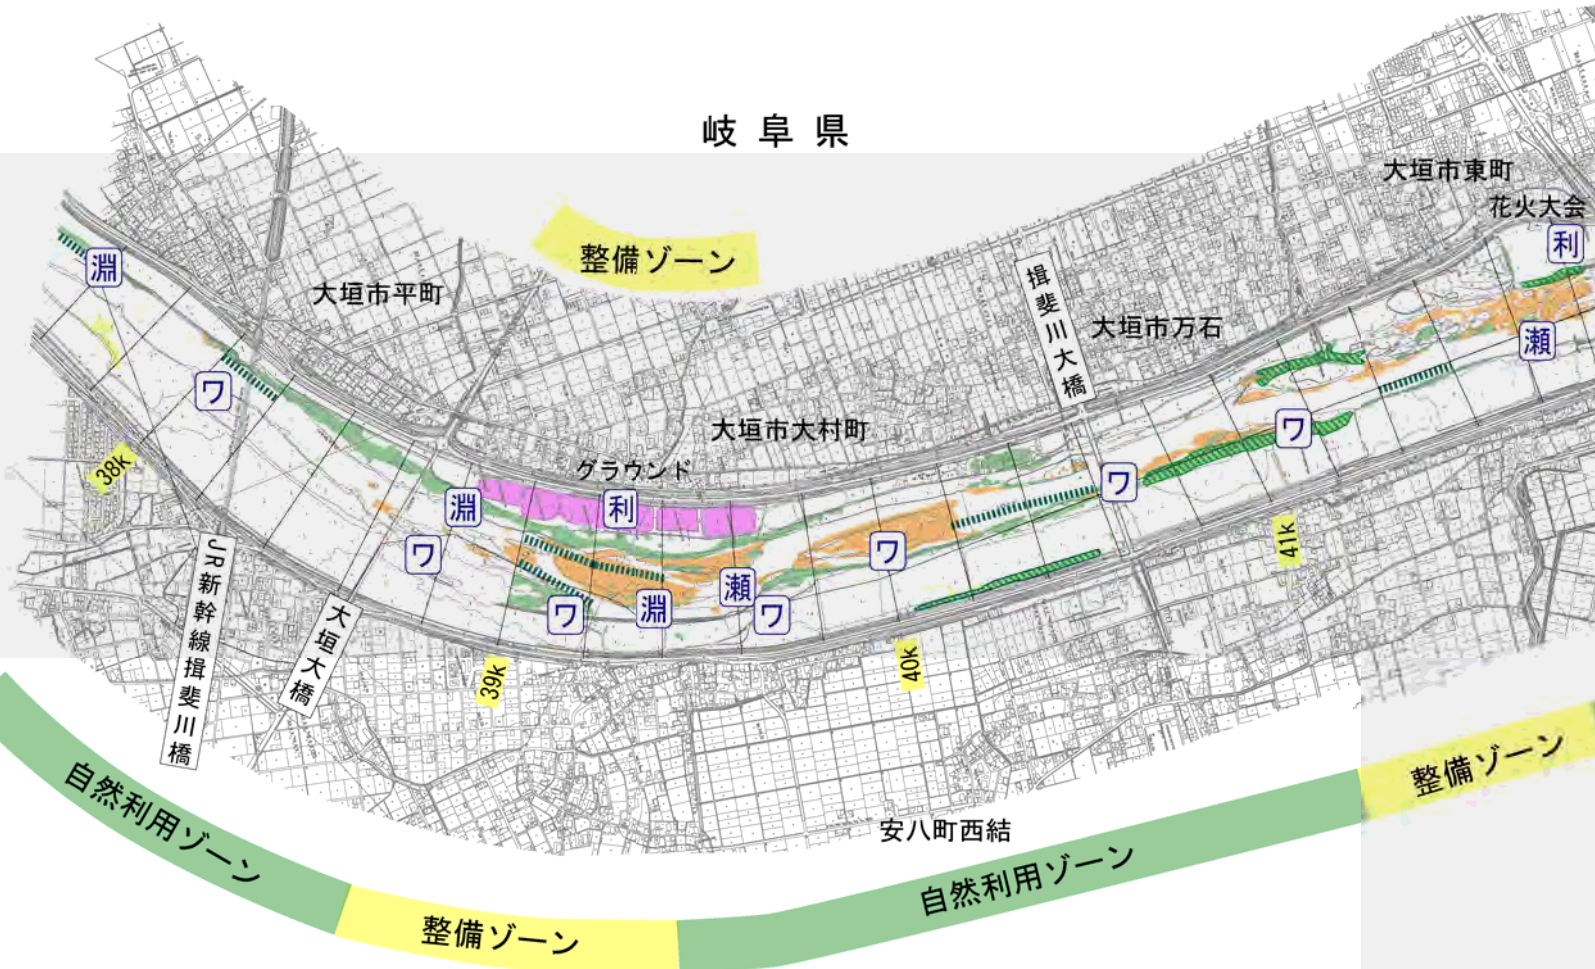 岐阜県
大垣市東町
花火大会
利
整備ゾーン
淵
大垣市平町
揖斐川大橋
大垣市万石
瀬
ワ
大垣市大村町
ワ
38k
グラウンド
淵
利
ワ
41k
ワ
ワ
瀬
ワ
淵
ワ
JR新幹線揖斐川橋
大垣大橋
39k
40k
整備ゾーン
自然利用ゾーン
安八町西結
自然利用ゾーン
整備ゾーン